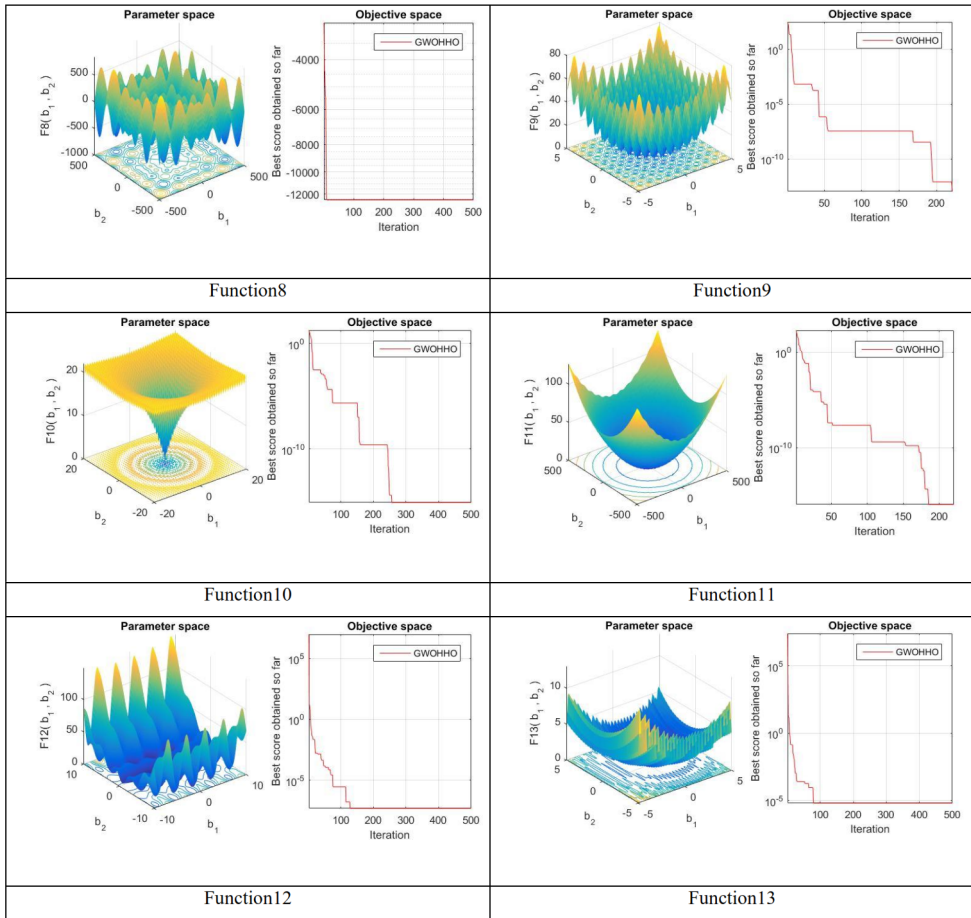 Parameter space
Objective space
F8( b1 , b2 )
500
0
-500
-1000
500
0
-500
b2
-500
0
500
b1
Best score obtained so far
-4000
-6000
-8000
-10000
-12000
GWOHHO
100 200 300 400 500
Iteration
Parameter space
Objective space
F9( b1 , b2 )
80
60
40
20
0
5
0
-5
b2
-5
0
5
b1
Best score obtained so far
10^0
10^-5
10^-10
GWOHHO
50 100 150 200
Iteration
Function8
Function9
Parameter space
Objective space
F10( b1 , b2 )
20
10
0
20
0
-20
b2
-20
0
20
b1
Best score obtained so far
10^0
10^-10
GWOHHO
100 200 300 400 500
Iteration
Parameter space
Objective space
F11( b1 , b2 )
100
50
0
500
0
-500
b2
-500
0
500
b1
Best score obtained so far
10^0
10^-10
GWOHHO
50 100 150 200
Iteration
Function10
Function11
Parameter space
Objective space
F12( b1 , b2 )
100
50
0
10
0
-10
b2
-10
0
10
b1
Best score obtained so far
10^5
10^0
10^-5
GWOHHO
100 200 300 400 500
Iteration
Parameter space
Objective space
F13( b1 , b2 )
10
5
0
5
0
-5
b2
-5
0
5
b1
Best score obtained so far
10^5
10^0
10^-5
GWOHHO
100 200 300 400 500
Iteration
Function12
Function13